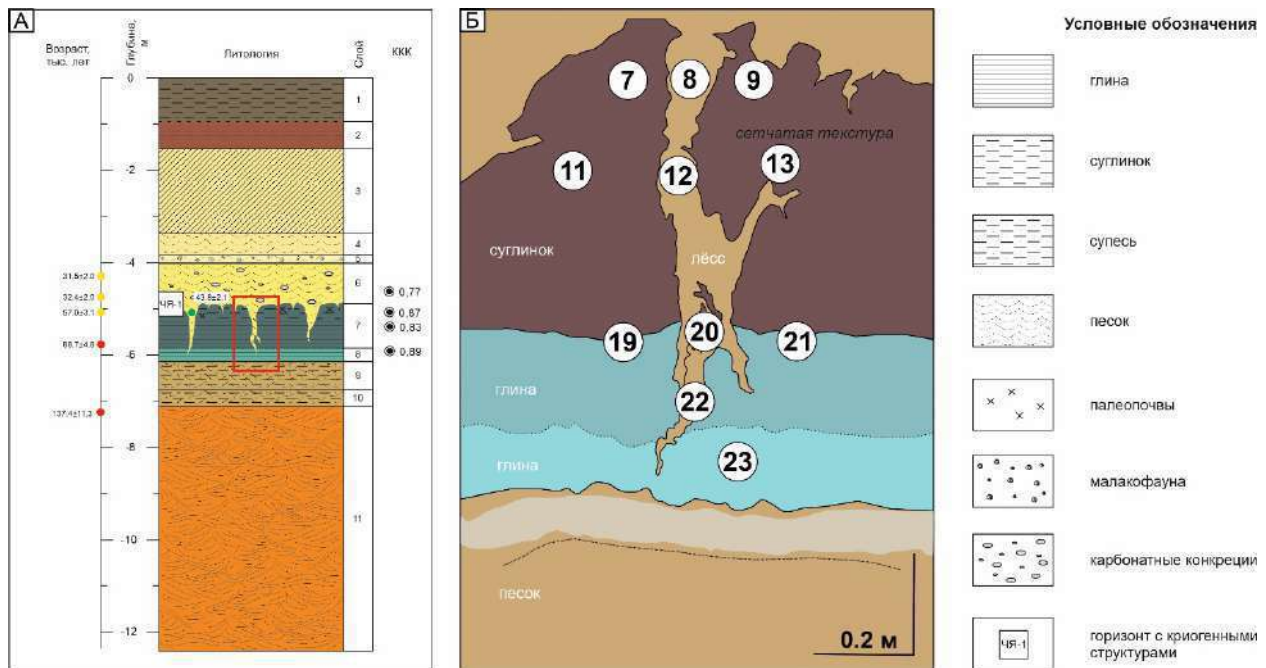 А
Возраст,
тыс. лет
Глубина,
м
Литология
Слой
ККК
0
-2
-4
-6
-8
-10
-12
1
2
3
4
5
6
7
8
9
10
11
31.5±2.0
32.4±2.0
57.0±3.1
68.7±4.8
137.4±11.3
ЧЯ-1
< 43.8±2.1
0,77
0,87
0,83
0,89
Б
7
8
9
сетчатая текстура
11
12
13
суглинок
лёсс
19
20
21
глина
22
глина
23
песок
0.2 м
Условные обозначения
глина
суглинок
супесь
песок
палеопочвы
малакофауна
карбонатные конкреции
ЧЯ-1
горизонт с криогенными
структурами